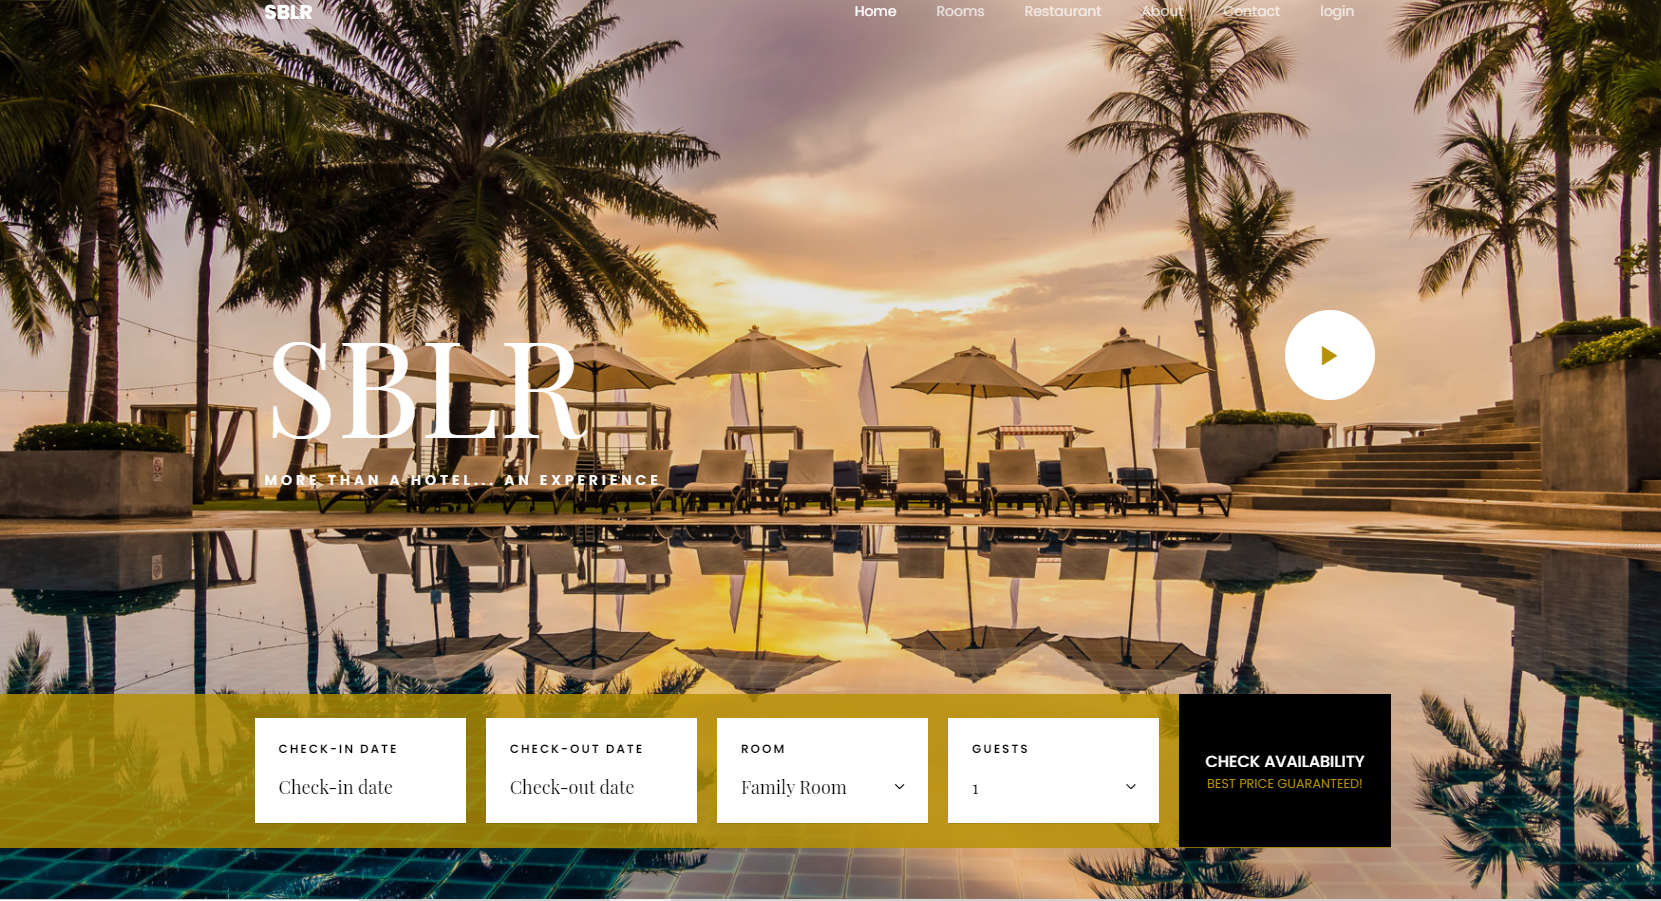 SBLR
Home Rooms Restaurant About Contact login
SBLR
MORE THAN A HOTEL... AN EXPERIENCE
CHECK-IN DATE
Check-in date
CHECK-OUT DATE
Check-out date
ROOM
Family Room
GUESTS
1
CHECK AVAILABILITY
BEST PRICE GUARANTEED!